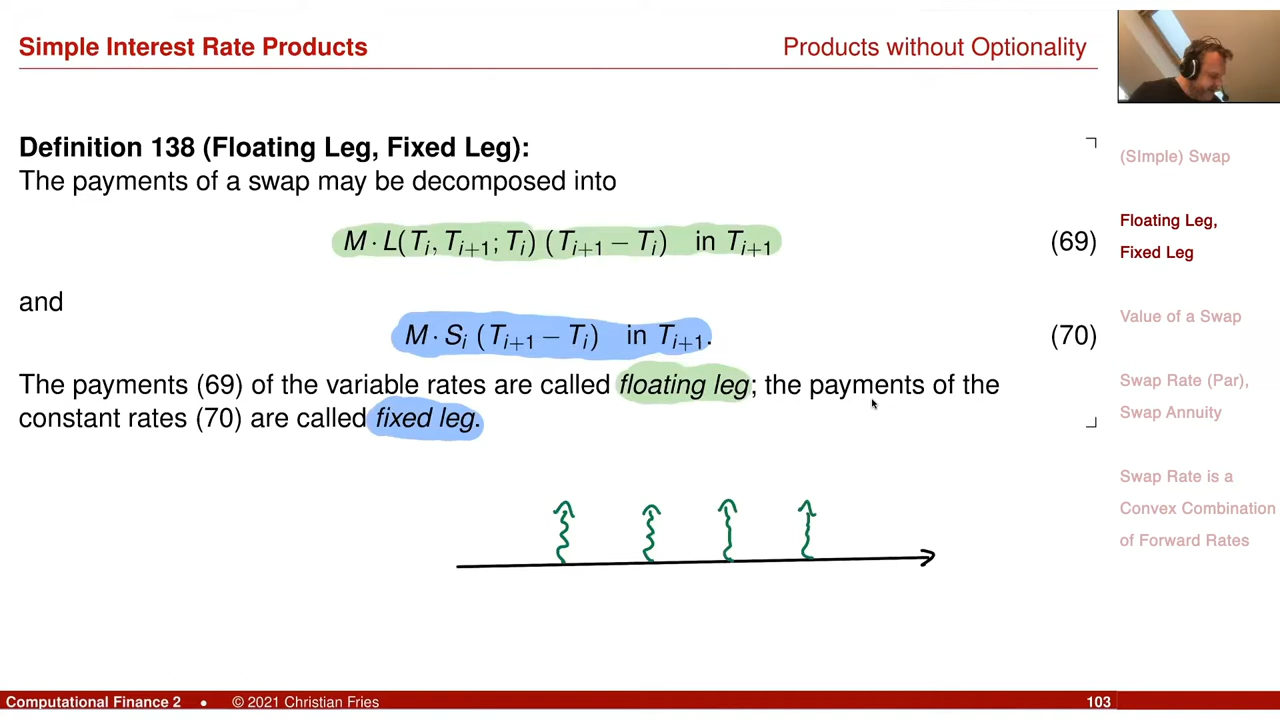 Simple Interest Rate Products
Products without Optionality
Definition 138 (Floating Leg, Fixed Leg):
The payments of a swap may be decomposed into
M · L(T_i, T_{i+1}; T_i) (T_{i+1} − T_i) in T_{i+1} (69)
and
M · S_i (T_{i+1} − T_i) in T_{i+1}. (70)
The payments (69) of the variable rates are called floating leg; the payments of the
constant rates (70) are called fixed leg.
(SImple) Swap
Floating Leg,
Fixed Leg
Value of a Swap
Swap Rate (Par),
Swap Annuity
Swap Rate is a
Convex Combination
of Forward Rates
Computational Finance 2 • © 2021 Christian Fries 103